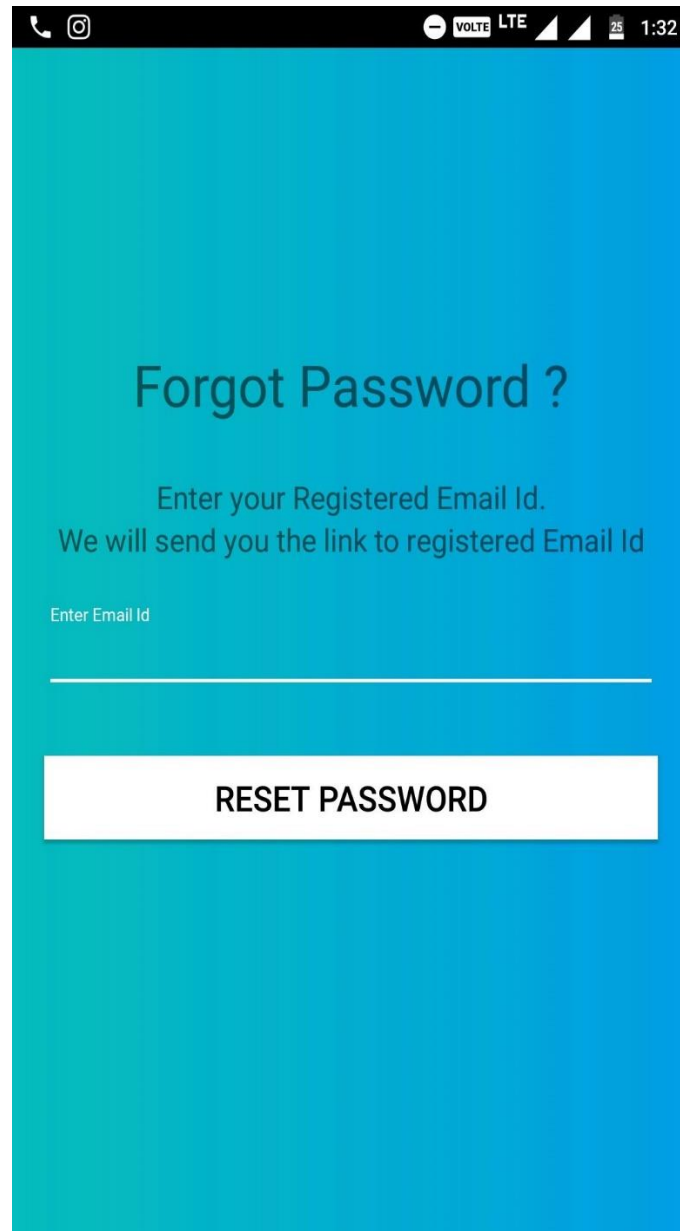 VOLTE LTE 25 1:32
Forgot Password ?
Enter your Registered Email Id.
We will send you the link to registered Email Id
Enter Email Id
RESET PASSWORD